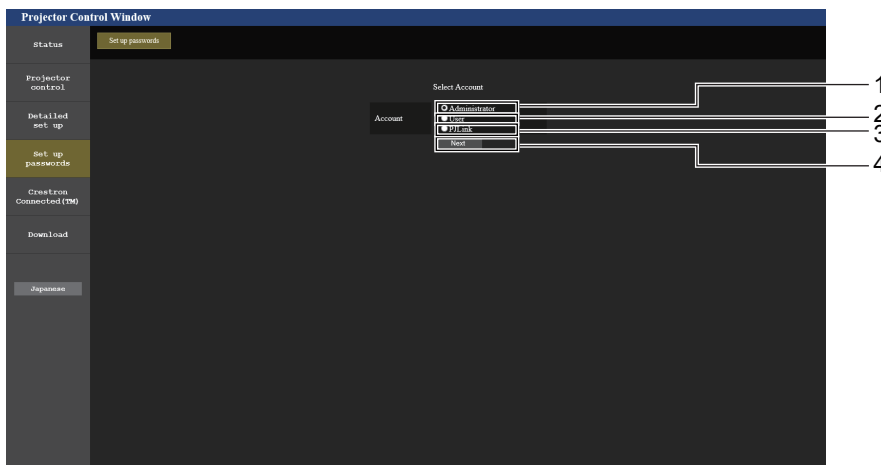 Projector Control Window
Status
Set up passwords
Projector
control
Detailed
set up
Set up
passwords
Crestron
Connected(TM)
Download
Japanese
Select Account
Account
Administrator
User
PJLink
Next
1
2
3
4